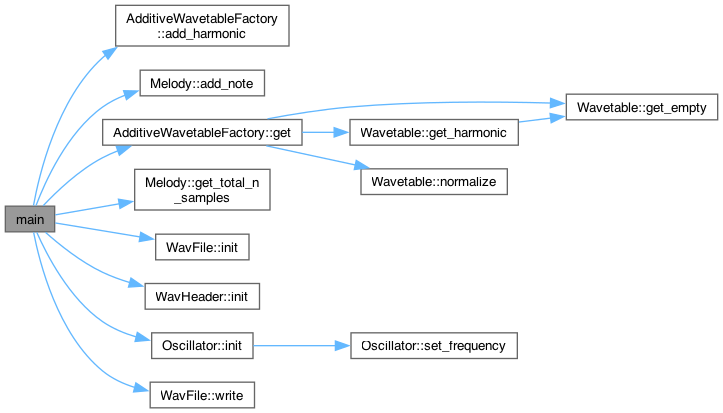 AdditiveWavetableFactory
::add_harmonic
Melody::add_note
AdditiveWavetableFactory::get
Wavetable::get_empty
Wavetable::get_harmonic
Wavetable::normalize
Melody::get_total_n
_samples
main
WavFile::init
WavHeader::init
Oscillator::init
Oscillator::set_frequency
WavFile::write